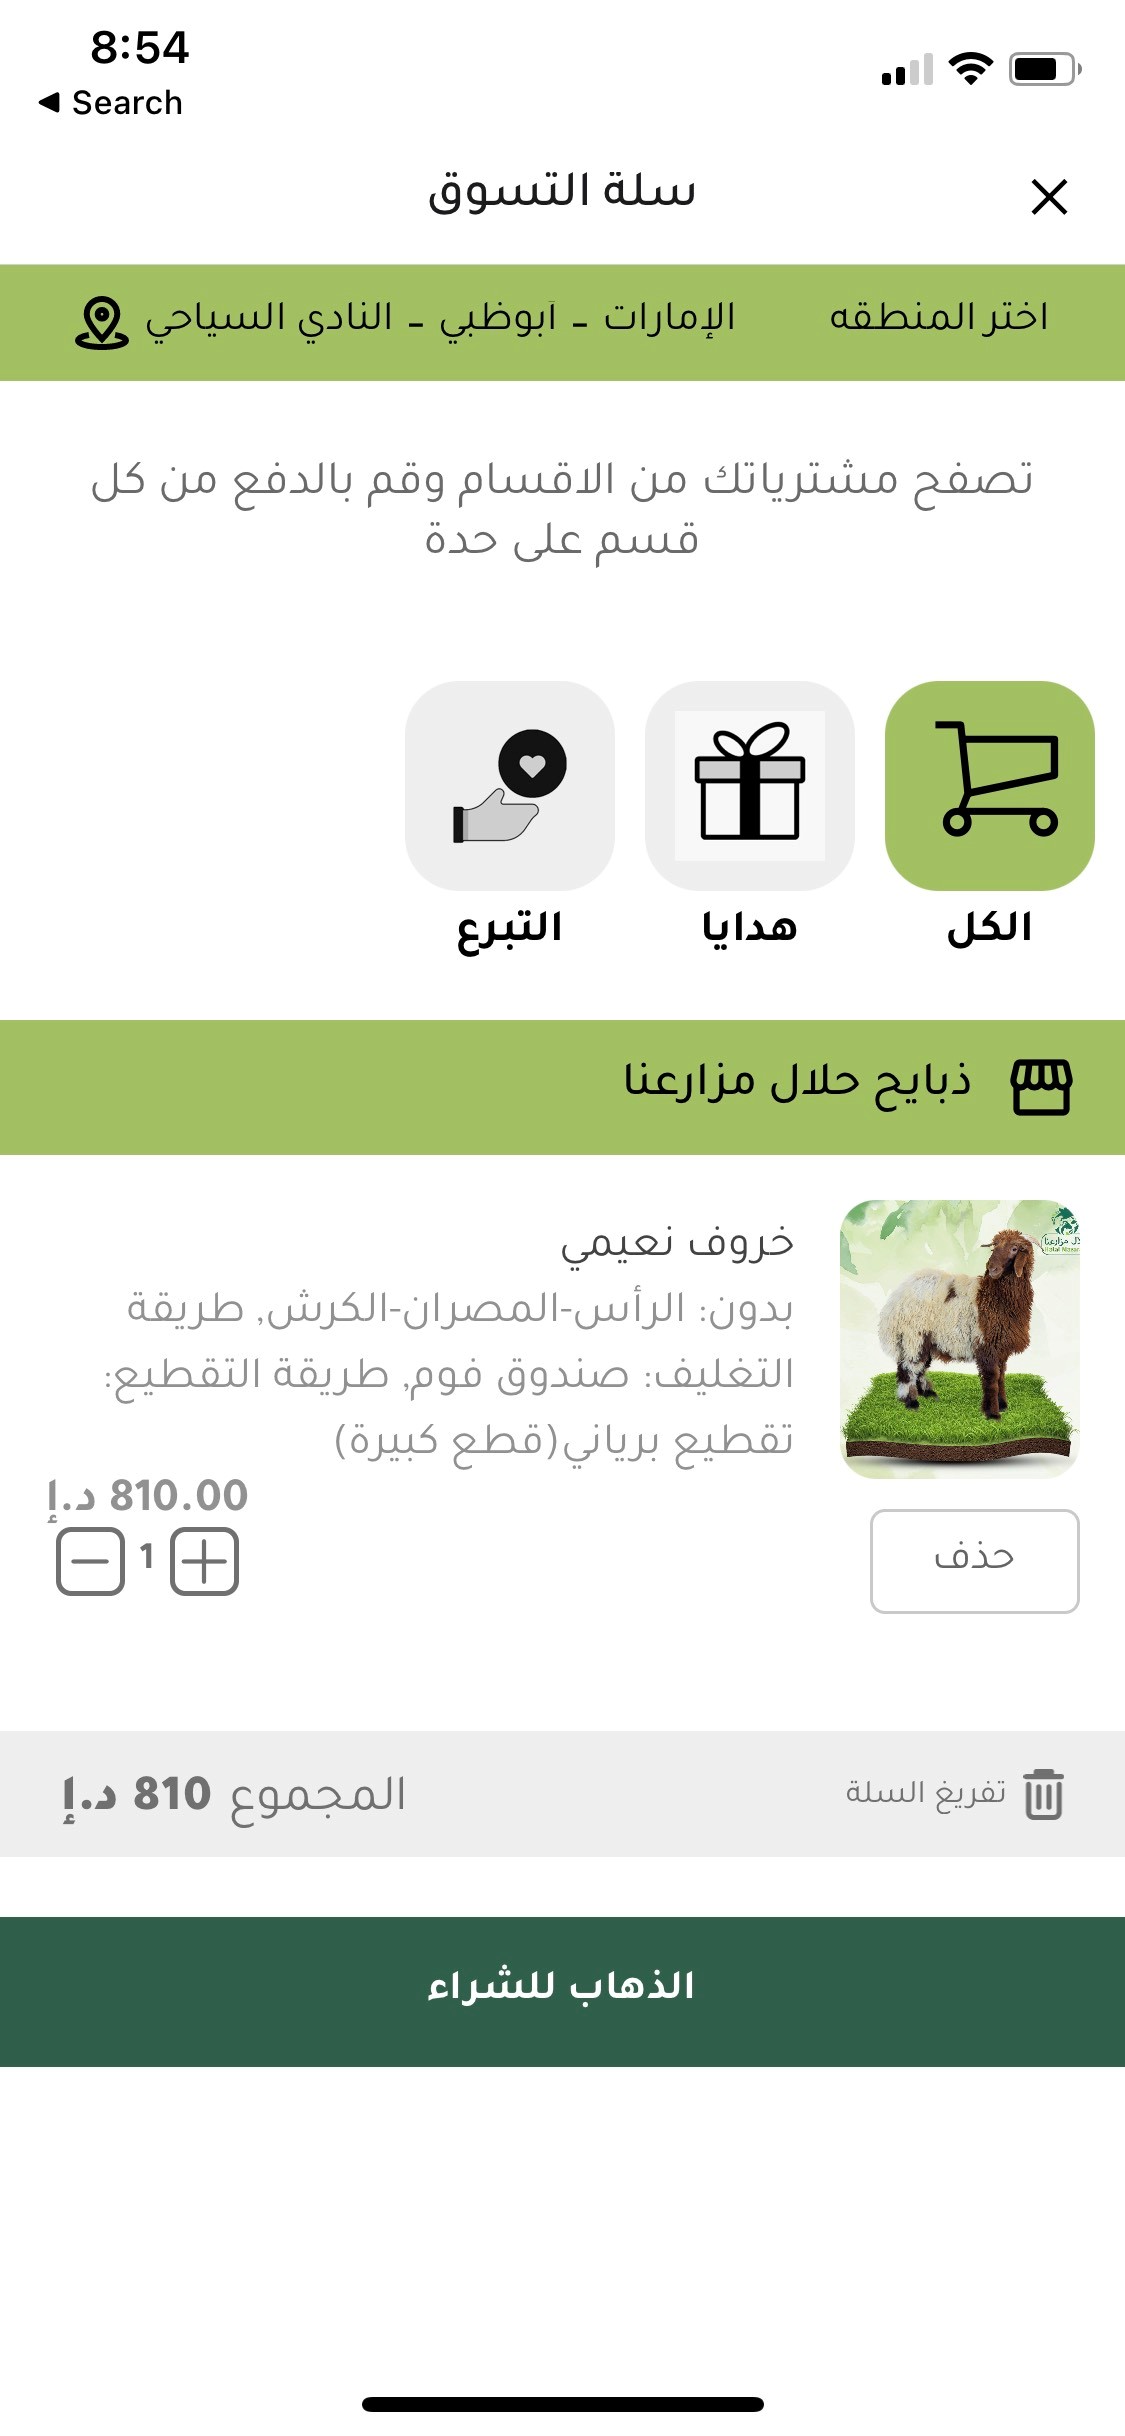 8:54
◀ Search
سلة التسوق
اختر المنطقه الإمارات - أبوظبي - النادي السياحي
تصفح مشترياتك من الاقسام وقم بالدفع من كل
قسم على حدة
الكل هدايا التبرع
ذبايح حلال مزارعنا
خروف نعيمي
بدون: الرأس-المصران-الكرش, طريقة
التغليف: صندوق فوم, طريقة التقطيع:
تقطيع برياني(قطع كبيرة)
810.00 د.إ
حذف
1
تفريغ السلة
المجموع 810 د.إ
الذهاب للشراء